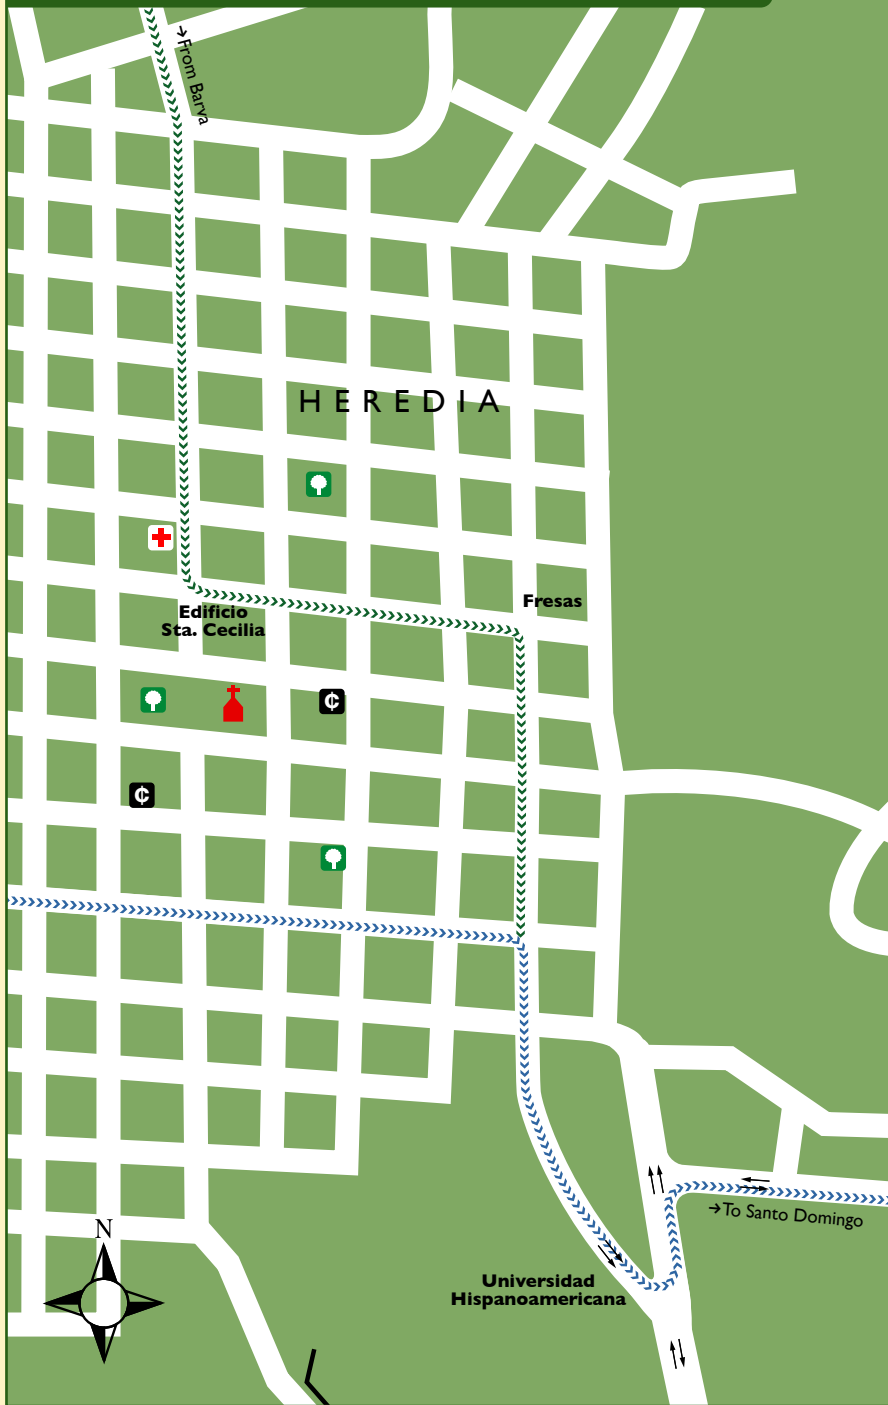 →From Barva
HEREDIA
Fresas
Edificio
Sta. Cecilia
₵
₵
N
→To Santo Domingo
Universidad
Hispanoamericana